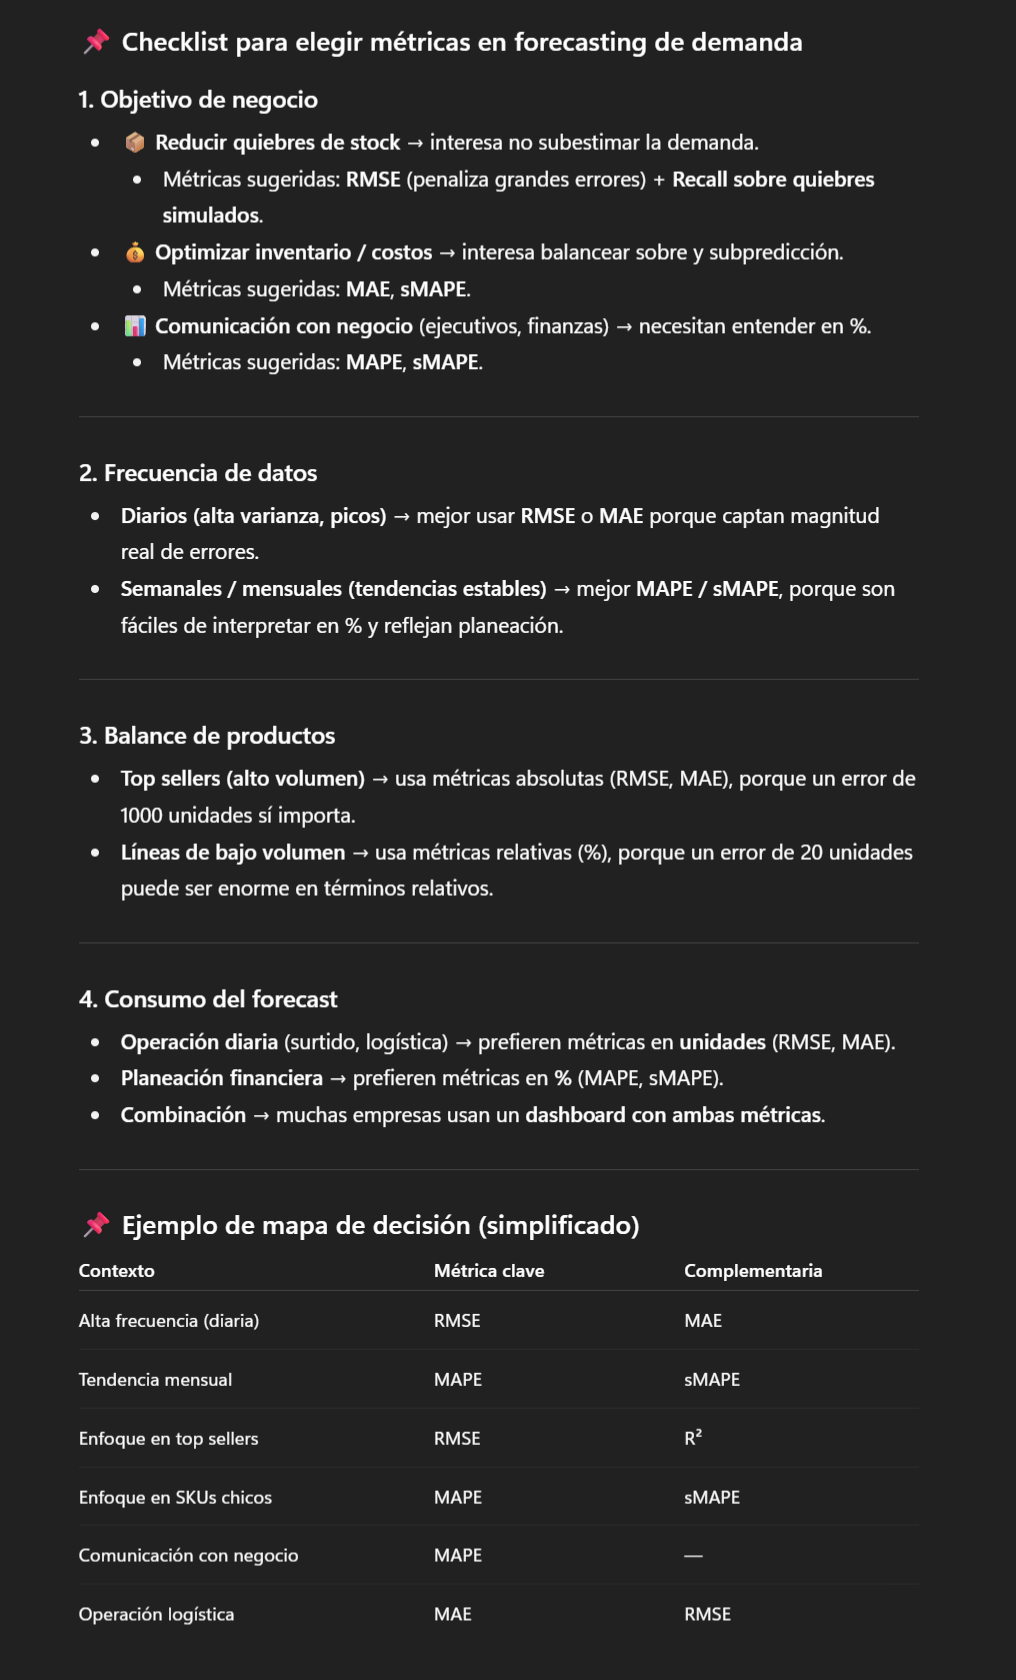 📌 Checklist para elegir métricas en forecasting de demanda
1. Objetivo de negocio
• 📦 Reducir quiebres de stock → interesa no subestimar la demanda.
• Métricas sugeridas: RMSE (penaliza grandes errores) + Recall sobre quiebres
simulados.
• 💰 Optimizar inventario / costos → interesa balancear sobre y subpredicción.
• Métricas sugeridas: MAE, sMAPE.
• 📊 Comunicación con negocio (ejecutivos, finanzas) → necesitan entender en %.
• Métricas sugeridas: MAPE, sMAPE.
2. Frecuencia de datos
• Diarios (alta varianza, picos) → mejor usar RMSE o MAE porque captan magnitud
real de errores.
• Semanales / mensuales (tendencias estables) → mejor MAPE / sMAPE, porque son
fáciles de interpretar en % y reflejan planeación.
3. Balance de productos
• Top sellers (alto volumen) → usa métricas absolutas (RMSE, MAE), porque un error de
1000 unidades sí importa.
• Líneas de bajo volumen → usa métricas relativas (%), porque un error de 20 unidades
puede ser enorme en términos relativos.
4. Consumo del forecast
• Operación diaria (surtido, logística) → prefieren métricas en unidades (RMSE, MAE).
• Planeación financiera → prefieren métricas en % (MAPE, sMAPE).
• Combinación → muchas empresas usan un dashboard con ambas métricas.
📌 Ejemplo de mapa de decisión (simplificado)
Contexto Métrica clave Complementaria
Alta frecuencia (diaria) RMSE MAE
Tendencia mensual MAPE sMAPE
Enfoque en top sellers RMSE R²
Enfoque en SKUs chicos MAPE sMAPE
Comunicación con negocio MAPE —
Operación logística MAE RMSE